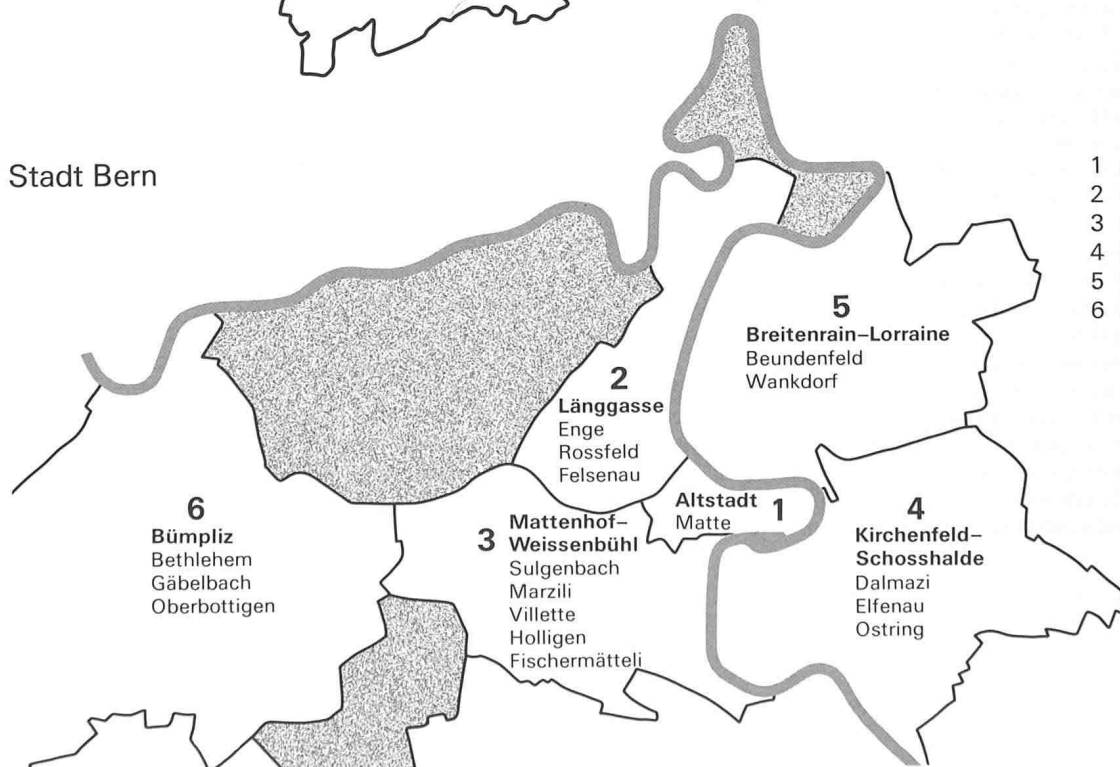 Stadt Bern
1
2
3
4
5
6
5
Breitenrain–Lorraine
Beundenfeld
Wankdorf
2
Länggasse
Enge
Rossfeld
Felsenau
Altstadt 1
Matte
6
Bümpliz
Bethlehem
Gäbelbach
Oberbottigen
3
Mattenhof–
Weissenbühl
Sulgenbach
Marzili
Villette
Holligen
Fischermätteli
4
Kirchenfeld–
Schosshalde
Dalmazi
Elfenau
Ostring